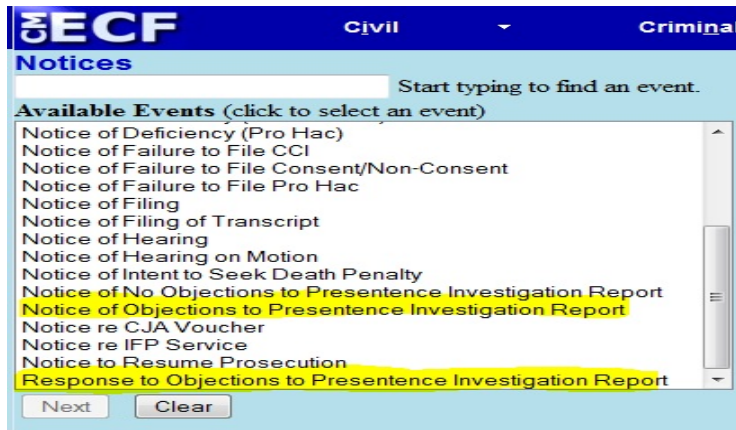 CM ECF Civil Crimina
Notices
Start typing to find an event.
Available Events (click to select an event)
Notice of Deficiency (Pro Hac)
Notice of Failure to File CCI
Notice of Failure to File Consent/Non-Consent
Notice of Failure to File Pro Hac
Notice of Filing
Notice of Filing of Transcript
Notice of Hearing
Notice of Hearing on Motion
Notice of Intent to Seek Death Penalty
Notice of No Objections to Presentence Investigation Report
Notice of Objections to Presentence Investigation Report
Notice re CJA Voucher
Notice re IFP Service
Notice to Resume Prosecution
Response to Objections to Presentence Investigation Report
Next Clear